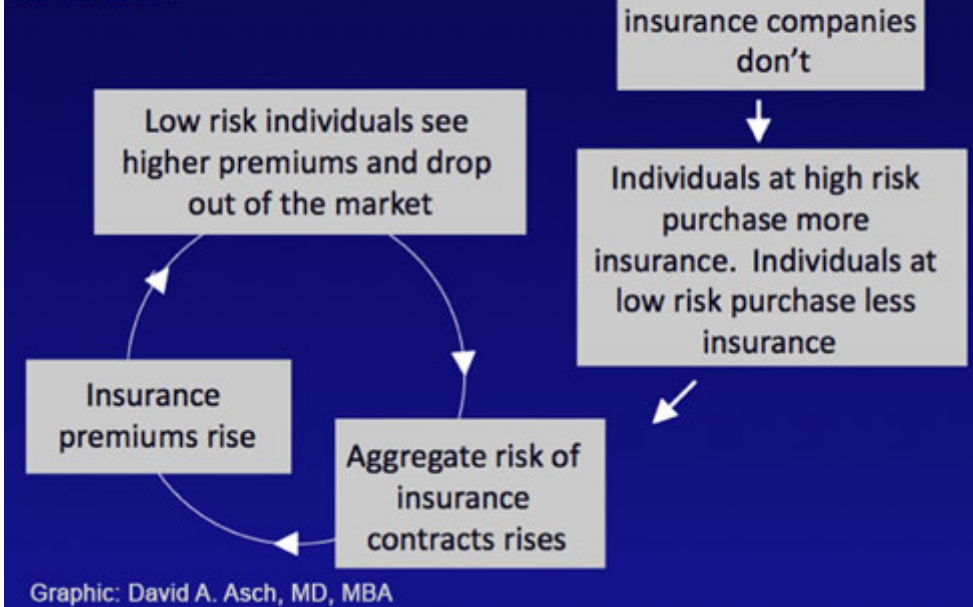 insurance companies
don't
Low risk individuals see
higher premiums and drop
out of the market
Individuals at high risk
purchase more
insurance.  Individuals at
low risk purchase less
insurance
Insurance
premiums rise
Aggregate risk of
insurance
contracts rises
Graphic: David A. Asch, MD, MBA